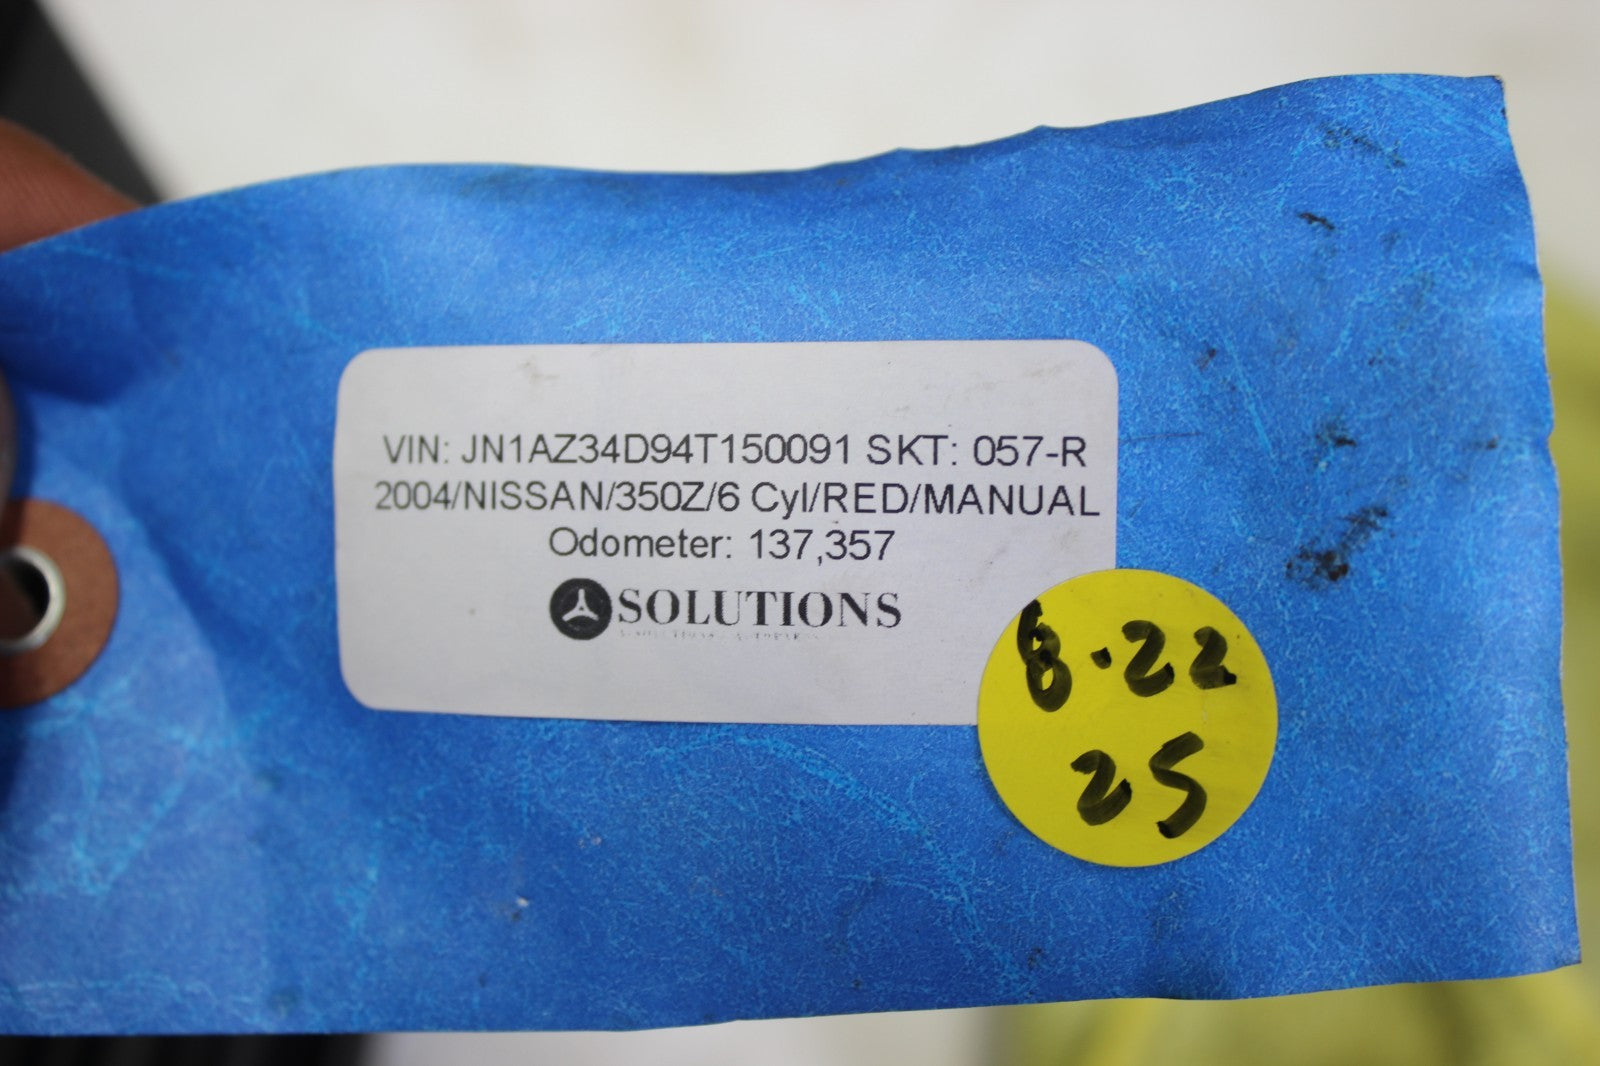 VIN: JN1AZ34D94T150091 SKT: 057-R
2004/NISSAN/350Z/6 Cyl/RED/MANUAL
Odometer: 137,357
SOLUTIONS
8.22
25